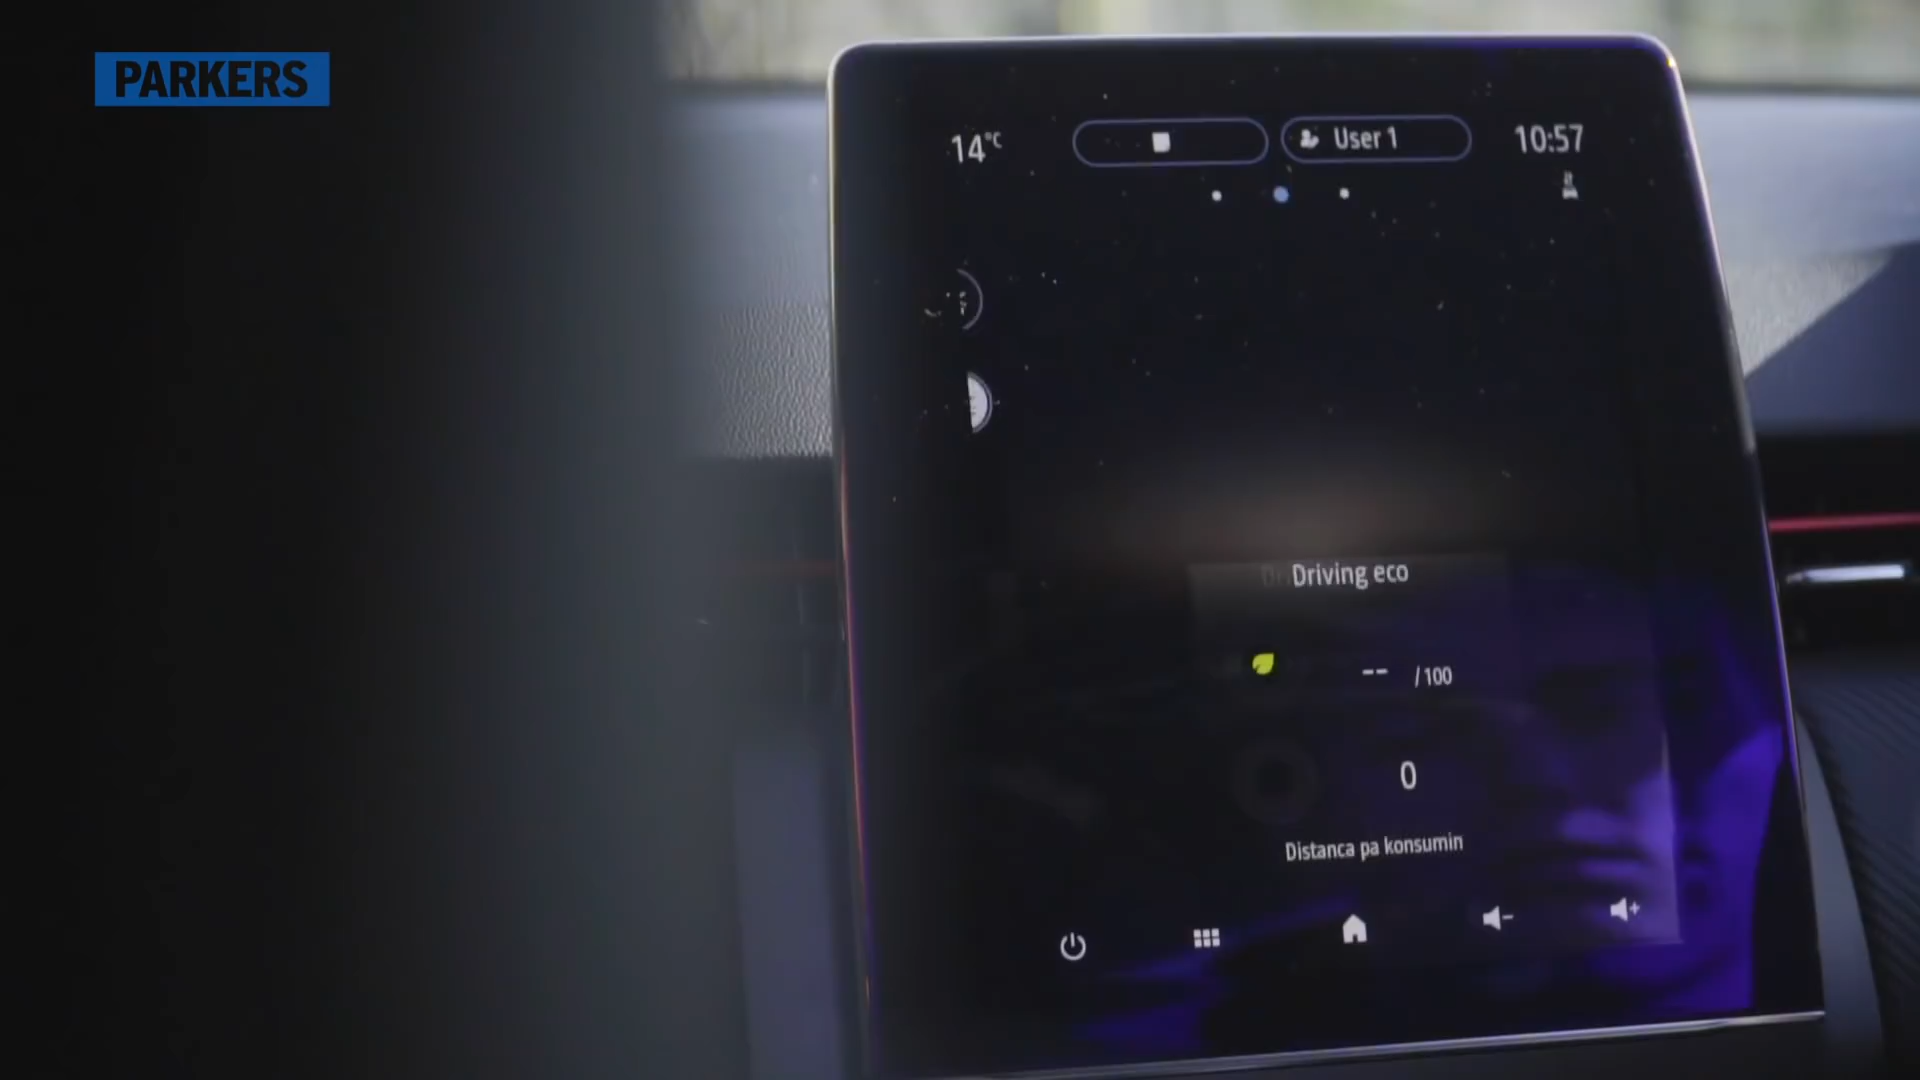 PARKERS
14°C
User 1
10:57
Driving eco
-- /100
0
Distanca pa konsumin